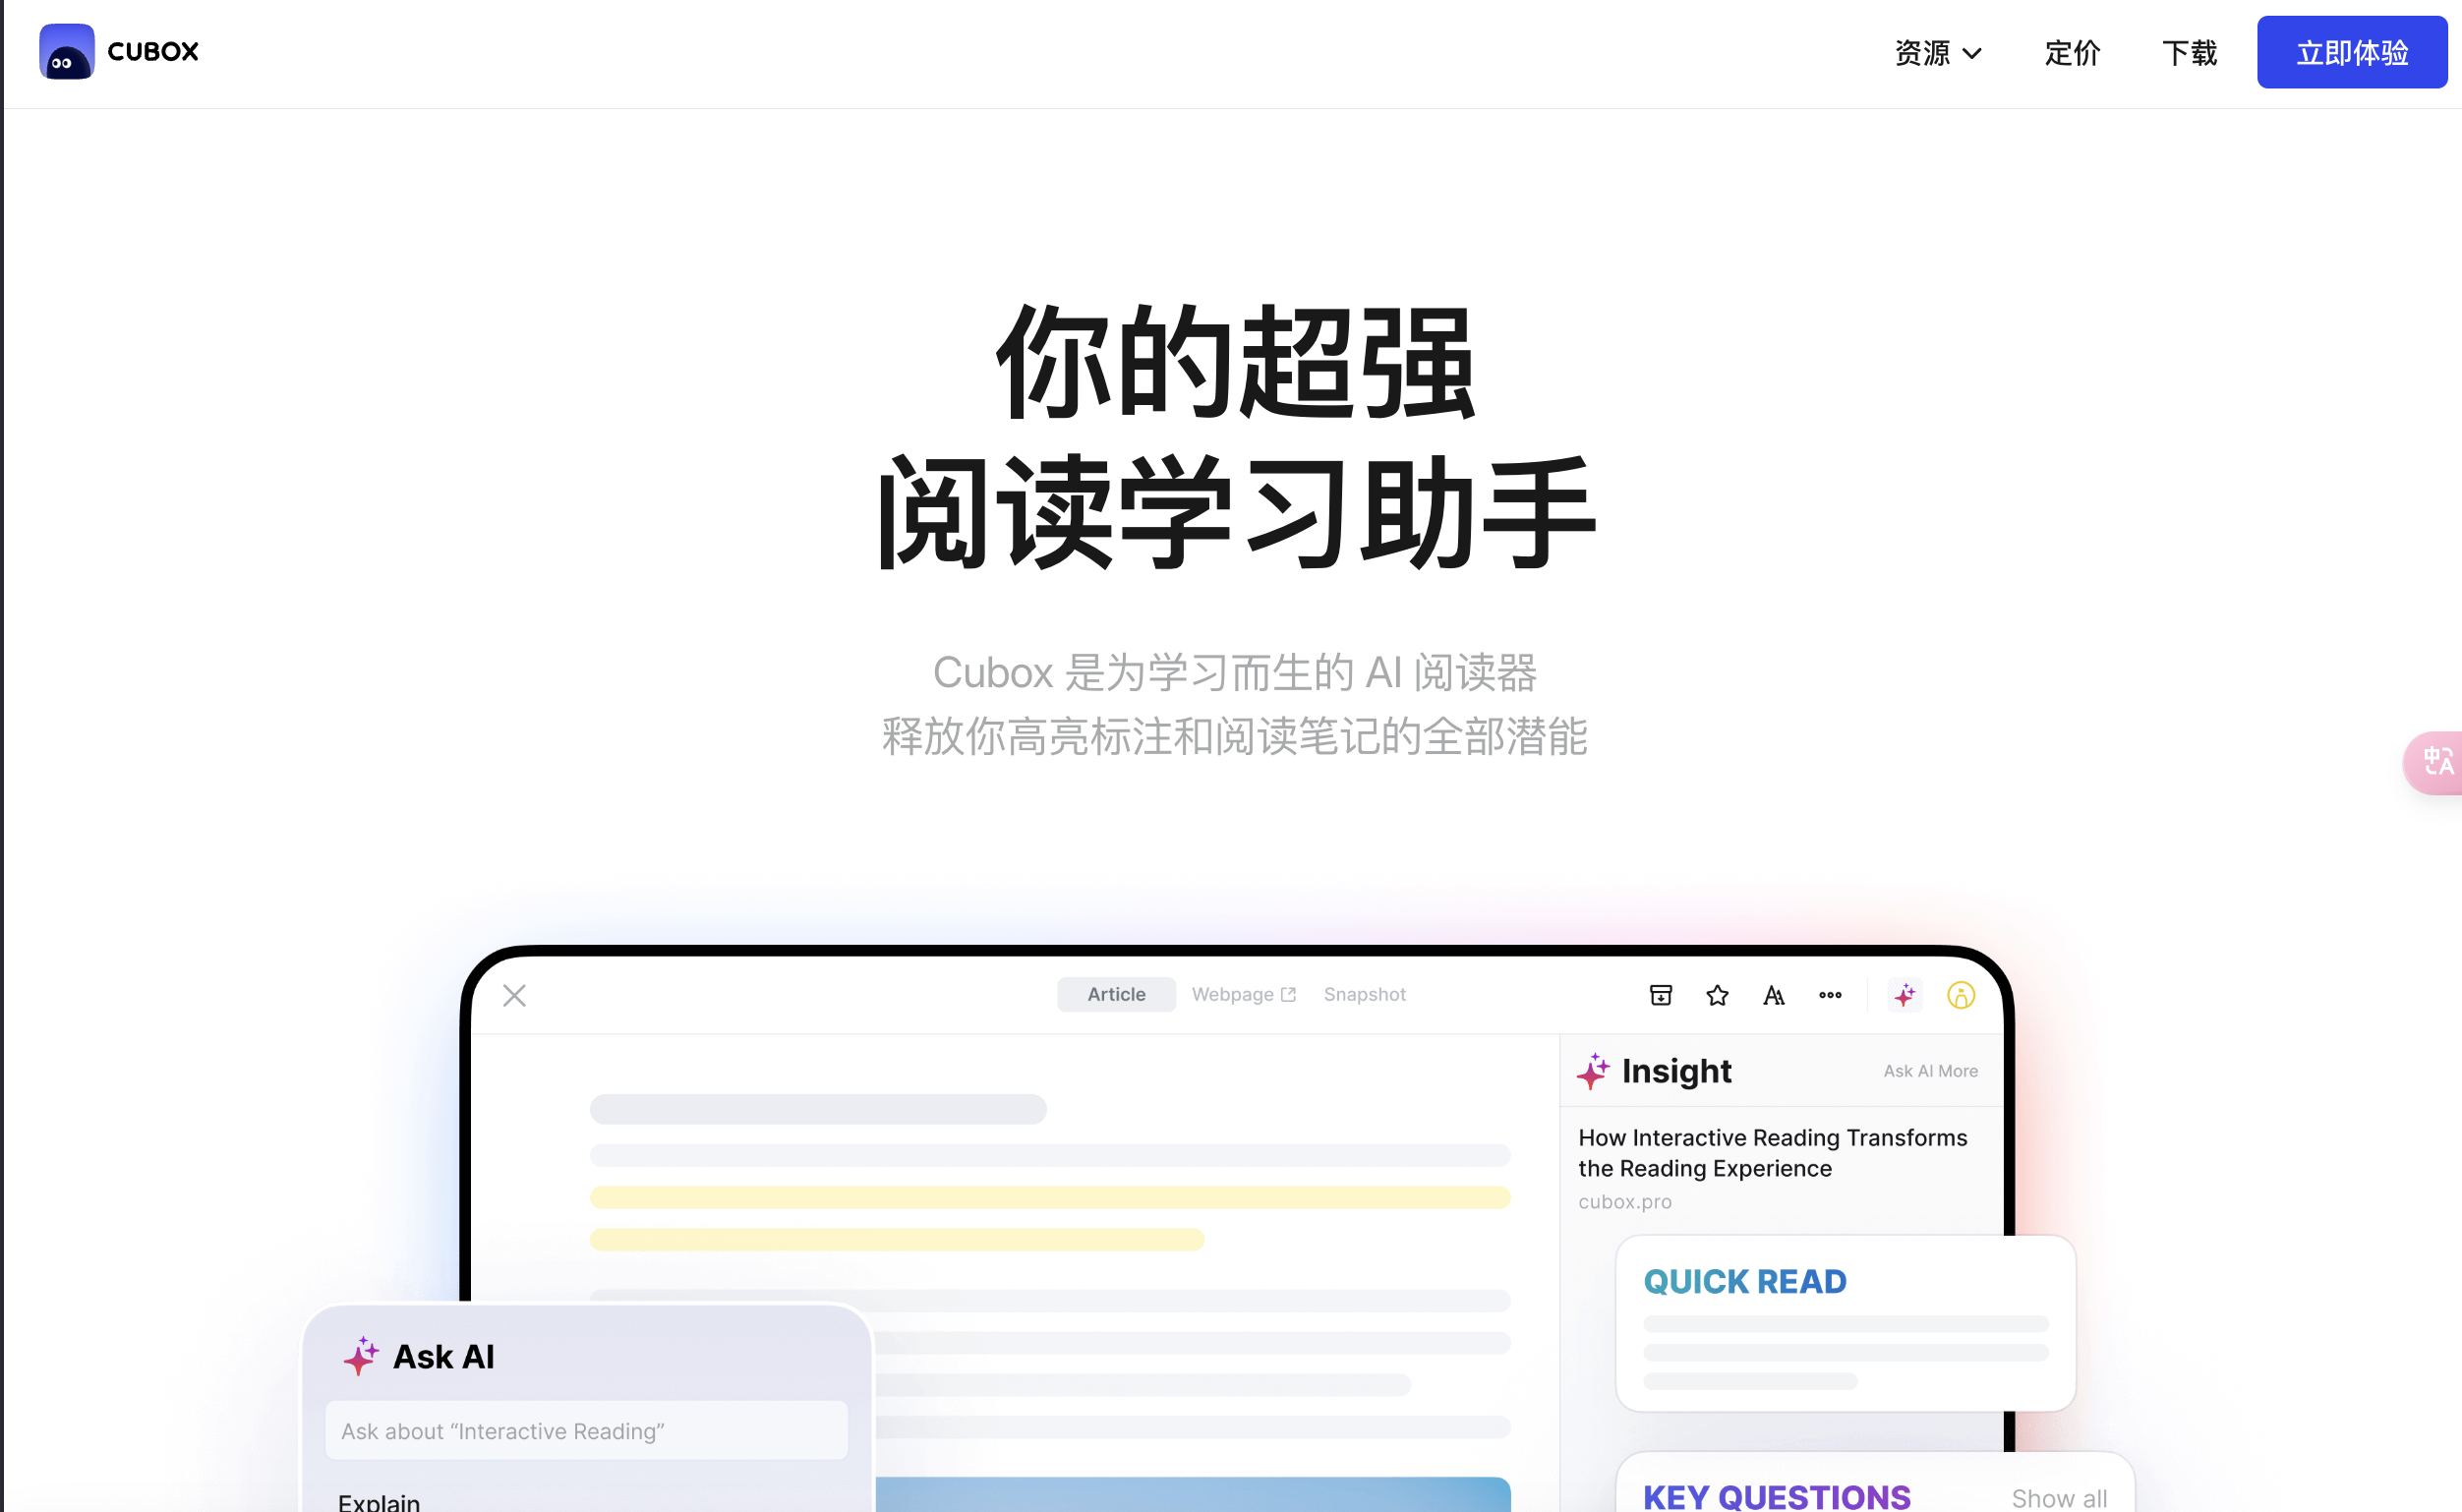 CUBOX
资源
定价
下载
立即体验
你的超强
阅读学习助手
Cubox 是为学习而生的 AI 阅读器
释放你高亮标注和阅读笔记的全部潜能
中A
Article
Webpage
Snapshot
Insight
Ask AI More
How Interactive Reading Transforms
the Reading Experience
cubox.pro
QUICK READ
Ask AI
Ask about “Interactive Reading”
Explain
KEY QUESTIONS
Show all